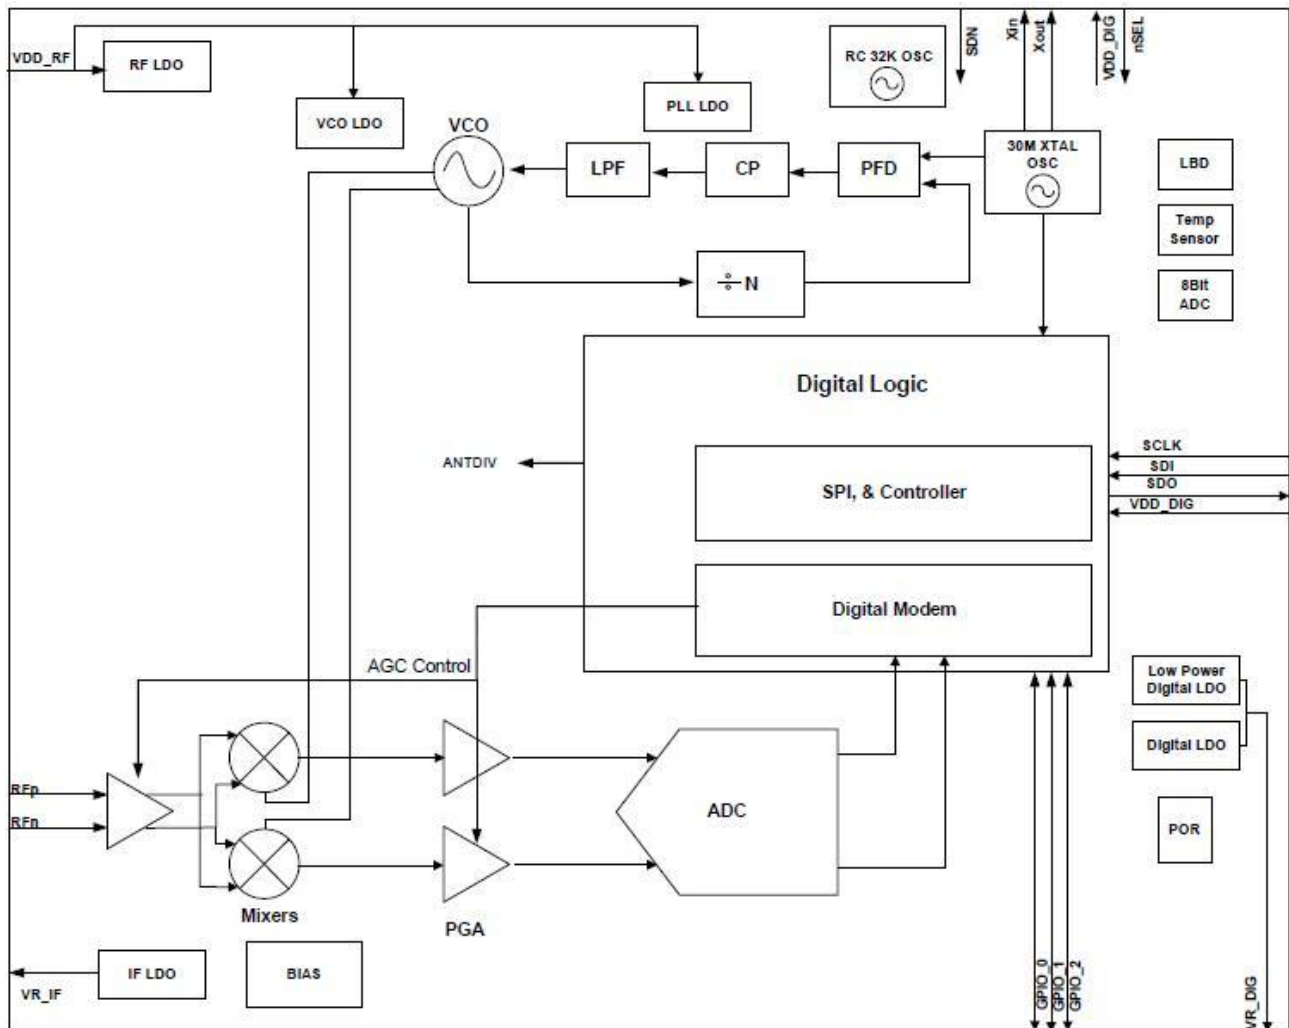 VDD_RF
RF LDO
VCO LDO
PLL LDO
RC 32K OSC
SDN
Xin
Xout
VDD_DIG
nSEL
VCO
LPF
CP
PFD
30M XTAL
OSC
LBD
Temp
Sensor
8Bit
ADC
÷ N
Digital Logic
ANTDIV
SPI, & Controller
SCLK
SDI
SDO
VDD_DIG
Digital Modem
AGC Control
Low Power
Digital LDO
Digital LDO
RFp
RFn
ADC
POR
Mixers
PGA
IF LDO
BIAS
VR_IF
GPIO_0
GPIO_1
GPIO_2
VR_DIG